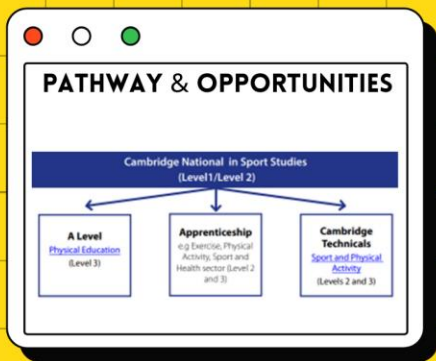 PATHWAY & OPPORTUNITIES
Cambridge National in Sport Studies
(Level1/Level 2)
A Level
Physical Education
(Level 3)
Apprenticeship
e.g Exercise, Physical
Activity, Sport and
Health sector (Level 2
and 3)
Cambridge
Technicals
Sport and Physical
Activity
(Levels 2 and 3)